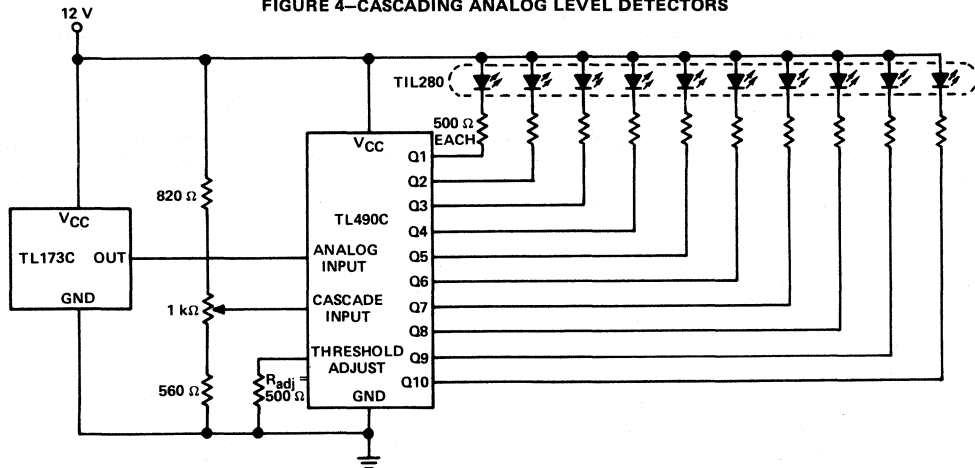 FIGURE 4–CASCADING ANALOG LEVEL DETECTORS
12 V
TIL280
500 Ω
EACH
VCC
Q1
Q2
820 Ω
Q3
VCC
TL490C
Q4
TL173C OUT
ANALOG
INPUT
Q5
GND
Q6
1 kΩ
CASCADE
INPUT
Q7
Q8
THRESHOLD
ADJUST
Q9
560 Ω
Radj =
500 Ω
GND
Q10